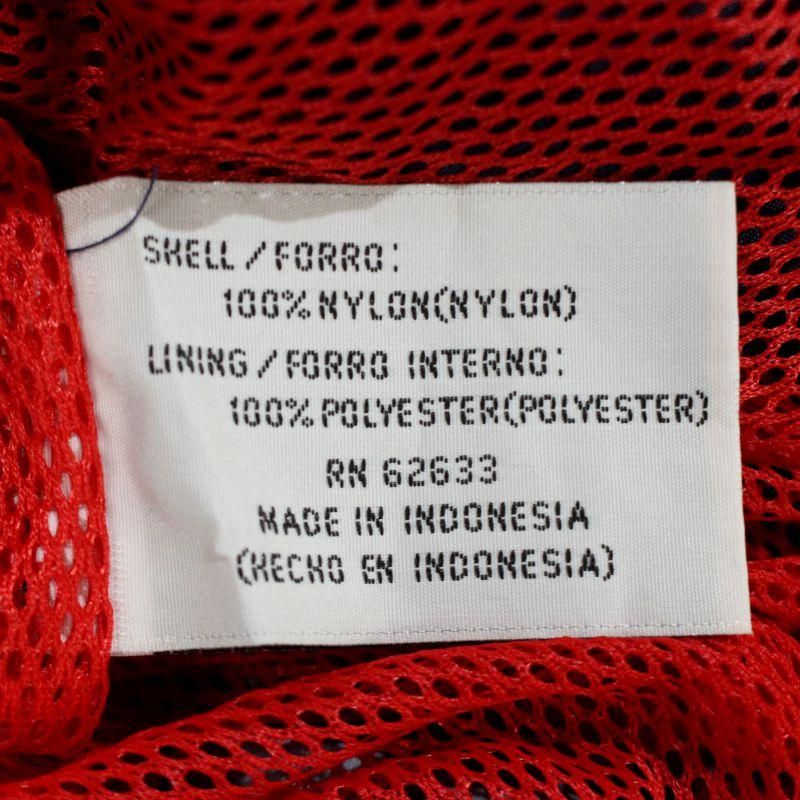 SHELL / FORRO:
100% NYLON(NYLON)
LINING / FORRO INTERNO:
100% POLYESTER(POLYESTER)
RN 62633
MADE IN INDONESIA
(HECHO EN INDONESIA)